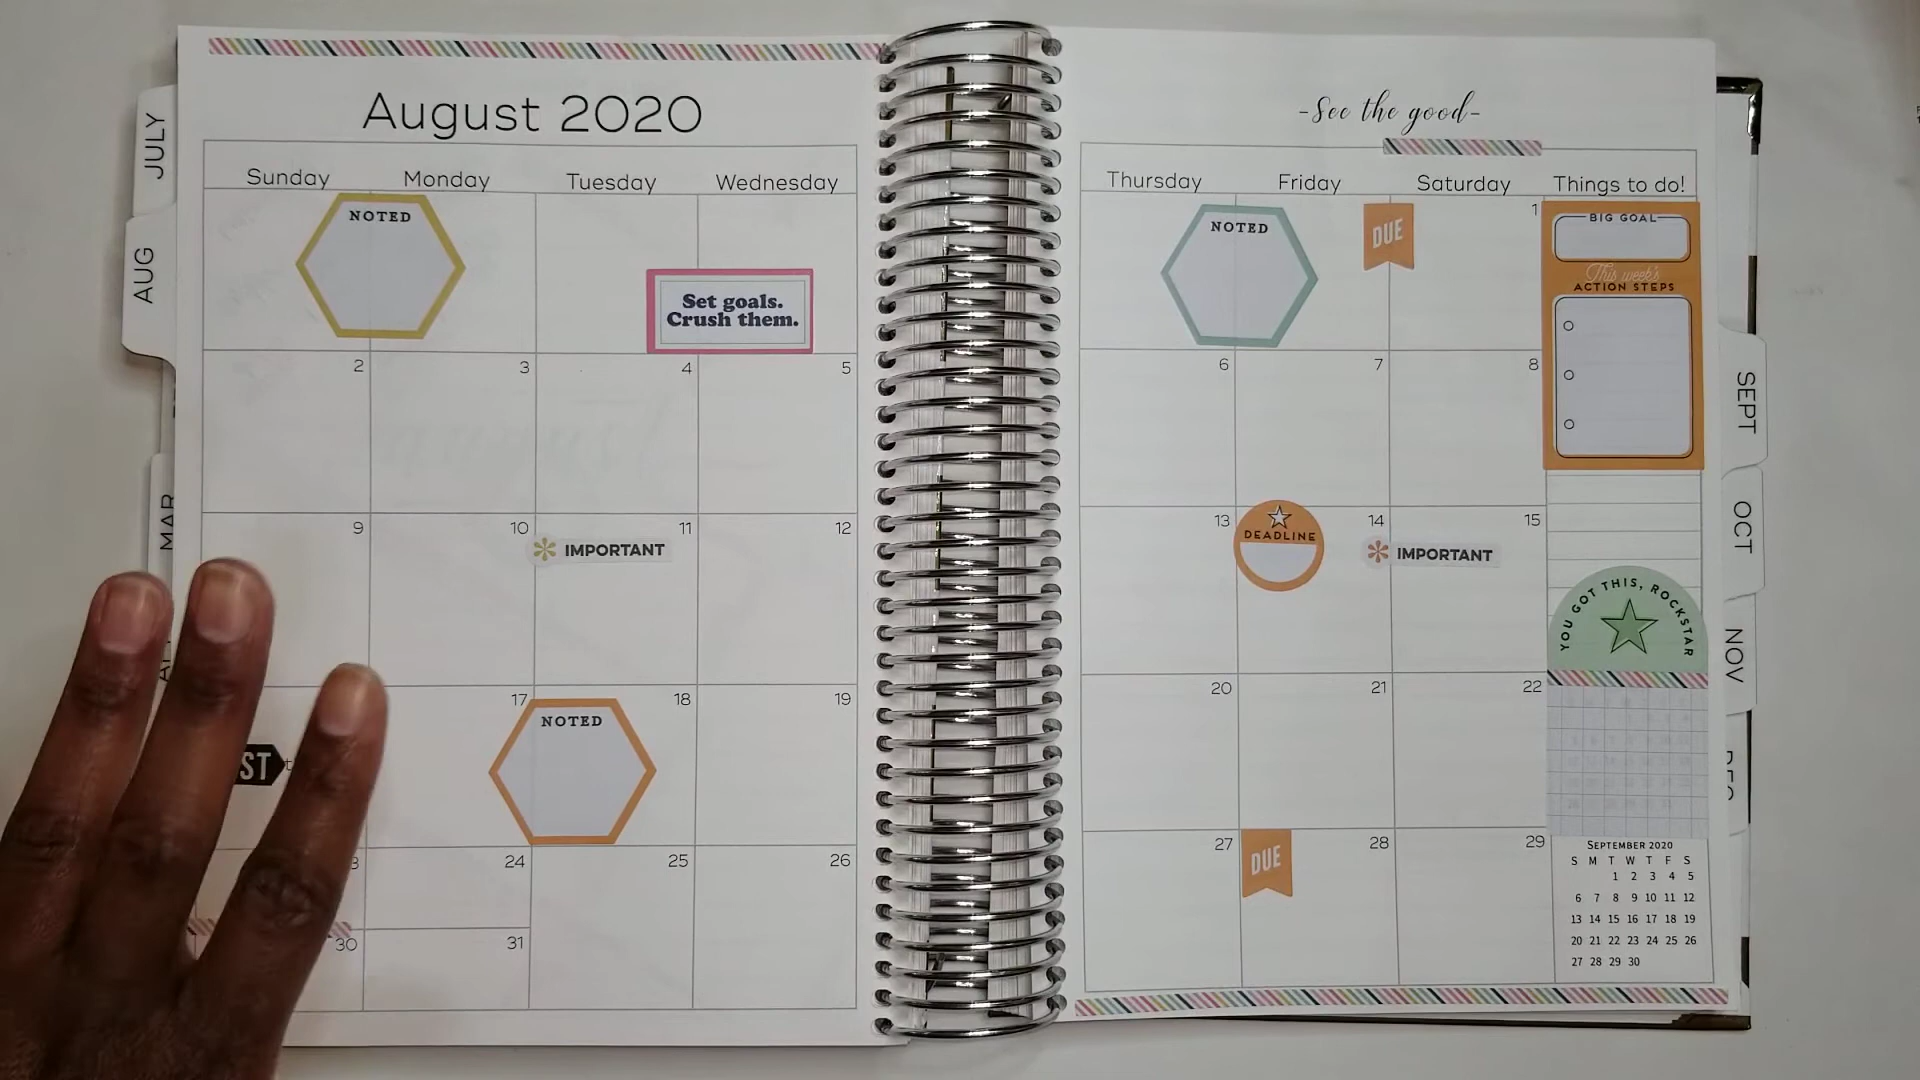 August 2020
-See the good-
JULY
AUG
MAR
SEPT
OCT
NOV
Sunday Monday Tuesday Wednesday
Thursday Friday Saturday Things to do!
NOTED
Set goals.
Crush them.
NOTED
DUE
1
BIG GOAL
This week's
ACTION STEPS
2 3 4 5
6 7 8
9 10 11 12
IMPORTANT
13 14 15
DEADLINE
IMPORTANT
YOU GOT THIS, ROCKSTAR
17 18 19
NOTED
20 21 22
24 25 26
27 28 29
DUE
30 31
SEPTEMBER 2020
S M T W T F S
1 2 3 4 5
6 7 8 9 10 11 12
13 14 15 16 17 18 19
20 21 22 23 24 25 26
27 28 29 30